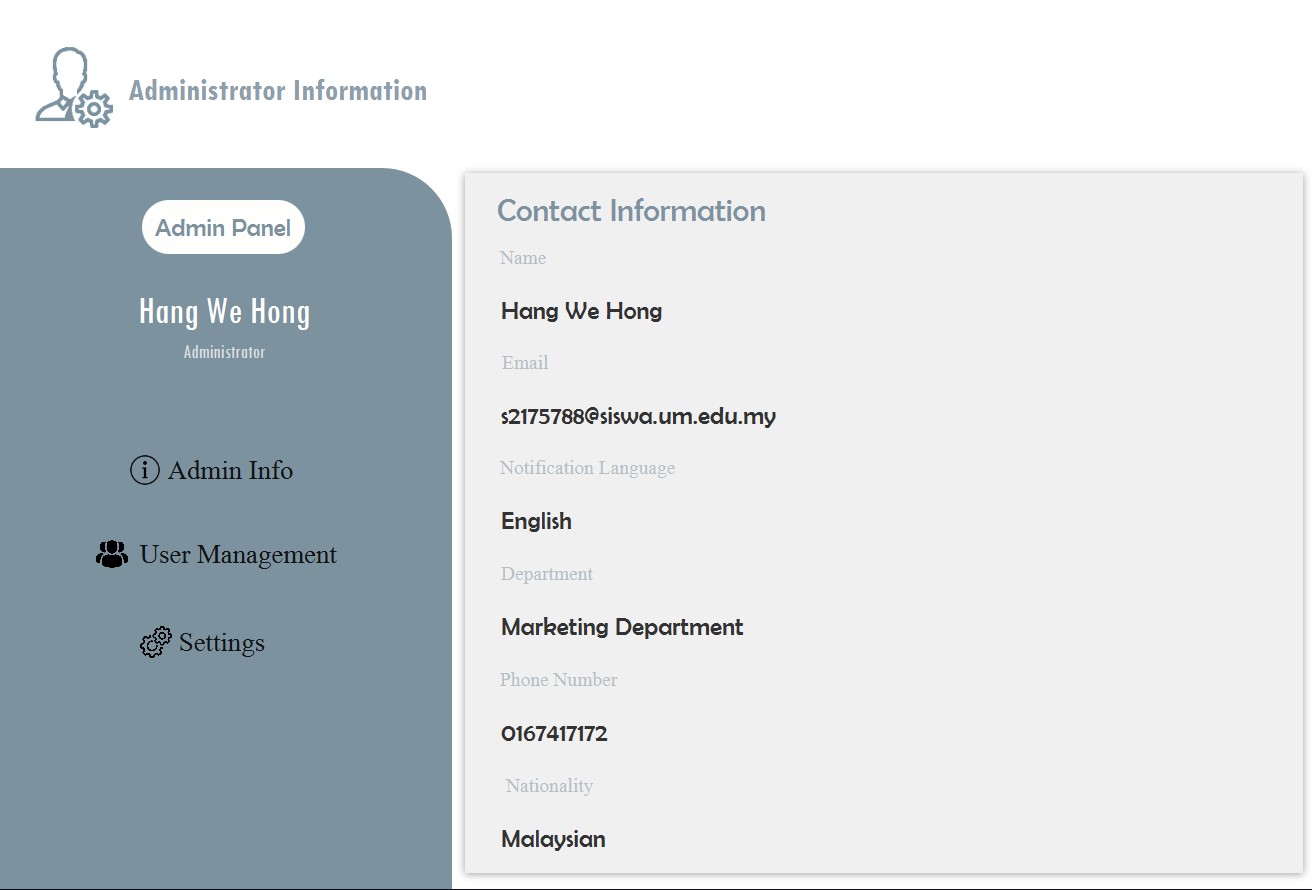 Administrator Information
Admin Panel
Hang We Hong
Administrator
Admin Info
User Management
Settings
Contact Information
Name
Hang We Hong
Email
s2175788@siswa.um.edu.my
Notification Language
English
Department
Marketing Department
Phone Number
0167417172
Nationality
Malaysian